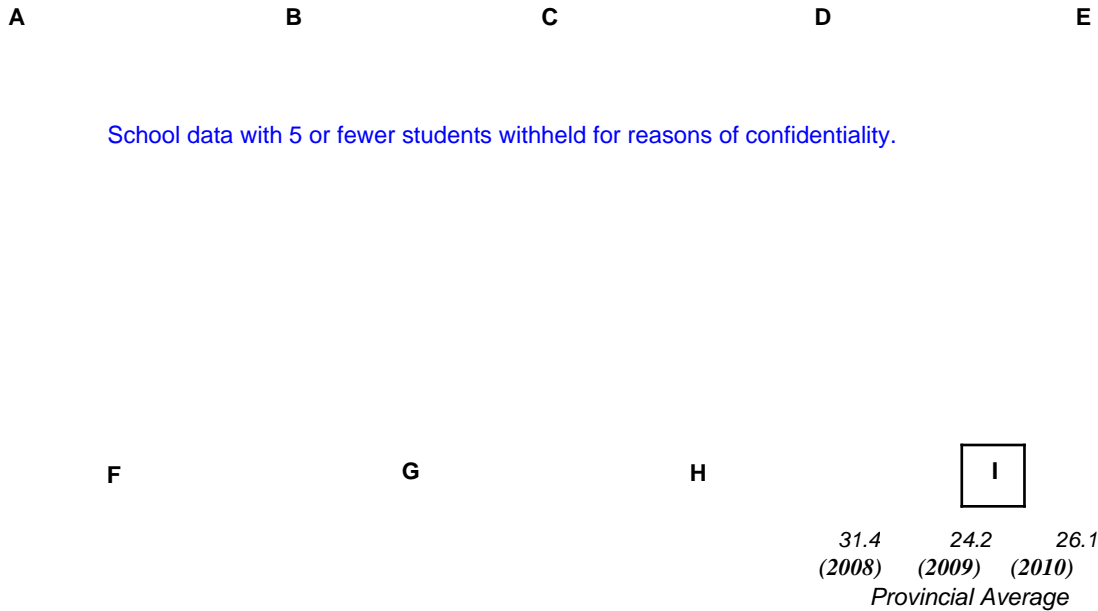 A B C D E
School data with 5 or fewer students withheld for reasons of confidentiality.
F G H I
31.4 24.2 26.1
(2008) (2009) (2010)
Provincial Average